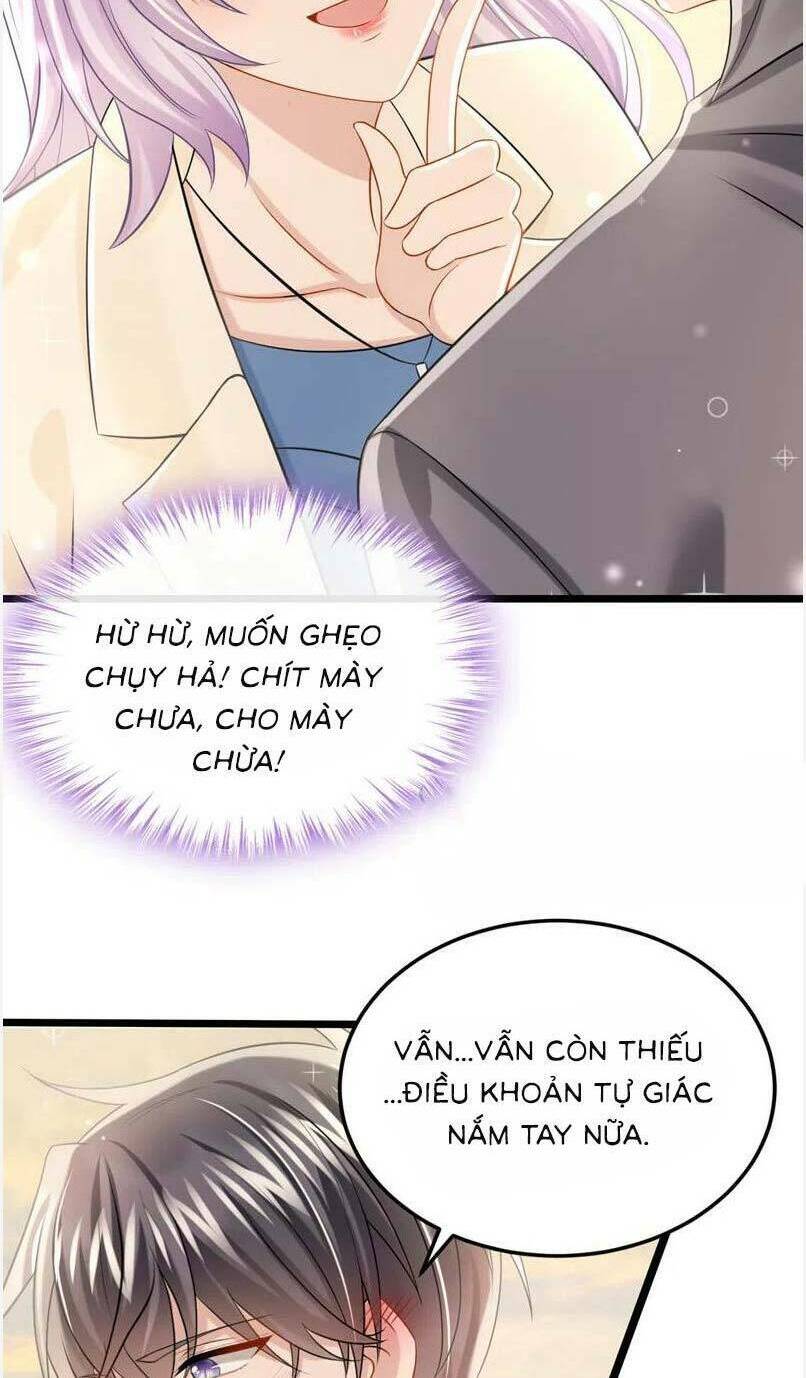 HỪ HỪ, MUỐN GHẸO
CHỤY HẢ! CHÍT MÀY
CHƯA, CHO MÀY
CHỪA!
VẪN...VẪN CÒN THIẾU
...ĐIỀU KHOẢN TỰ GIÁC
NẮM TAY NỮA.